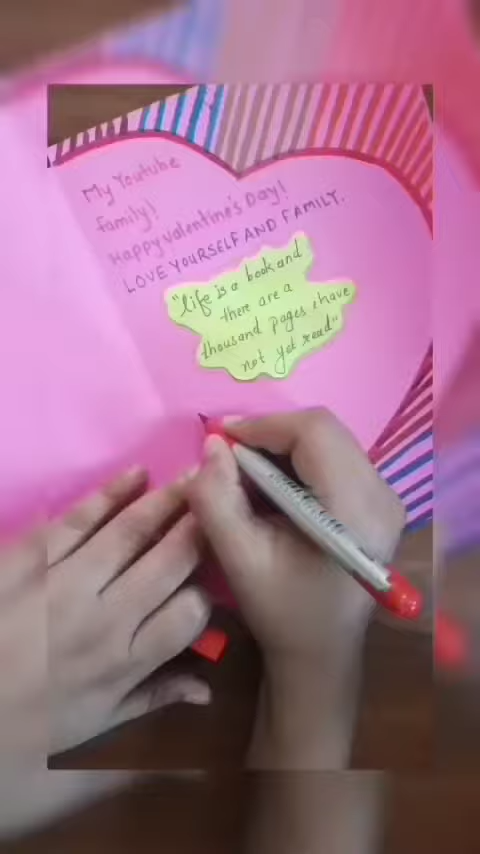 My Youtube
family!
Happy Valentine's Day!
LOVE YOURSELF AND FAMILY.
"life is a book and
there are a
thousand pages i have
not yet read"